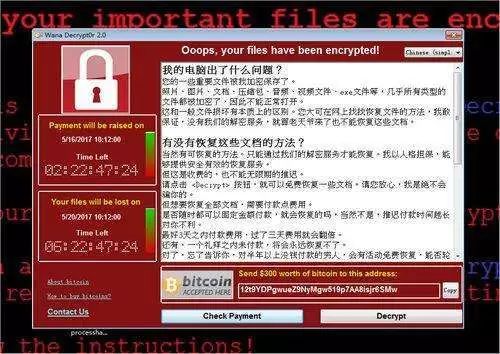 your important files are enc
Wana Decrypt0r 2.0
Ooops, your files have been encrypted!
Chinese (simpl
我的电脑出了什么问题？
您的一些重要文件被我加密保存了。
照片、图片、文档、压缩包、音频、视频文件、exe文件等，几乎所有类型的
文件都被加密了，因此不能正常打开。
这和一般文件损坏有本质上的区别。您大可在网上找找恢复文件的方法，我敢
保证，没有我们的解密服务，就算老天爷来了也不能恢复这些文档。
有没有恢复这些文档的方法？
当然有可恢复的方法。只能通过我们的解密服务才能恢复。我以人格担保，能
够提供安全有效的恢复服务。
但这是收费的，也不能无限期的推迟。
请点击 <Decrypt> 按钮，就可以免费恢复一些文档。请您放心，我是绝不会
骗你的。
但想要恢复全部文档，需要付款点费用。
是否随时都可以固定金额付款，就会恢复的吗，当然不是，推迟付款时间越长
对你不利。
最好3天之内付款费用，过了三天费用就会翻倍。
还有，一个礼拜之内未付款，将会永远恢复不了。
对了，忘了告诉你，对半年以上没钱付款的穷人，会有活动免费恢复，能否轮
Payment will be raised on
5/16/2017 10:12:00
Time Left
02:22:47:24
Your files will be lost on
5/20/2017 10:12:00
Time Left
06:22:47:24
About bitcoin
How to buy bitcoins?
Contact Us
bitcoin
ACCEPTED HERE
Send $300 worth of bitcoin to this address:
12t9YDPgwueZ9NyMgw519p7AA8isjr6SMw
Copy
Check Payment
Decrypt
processha...
the instructions!